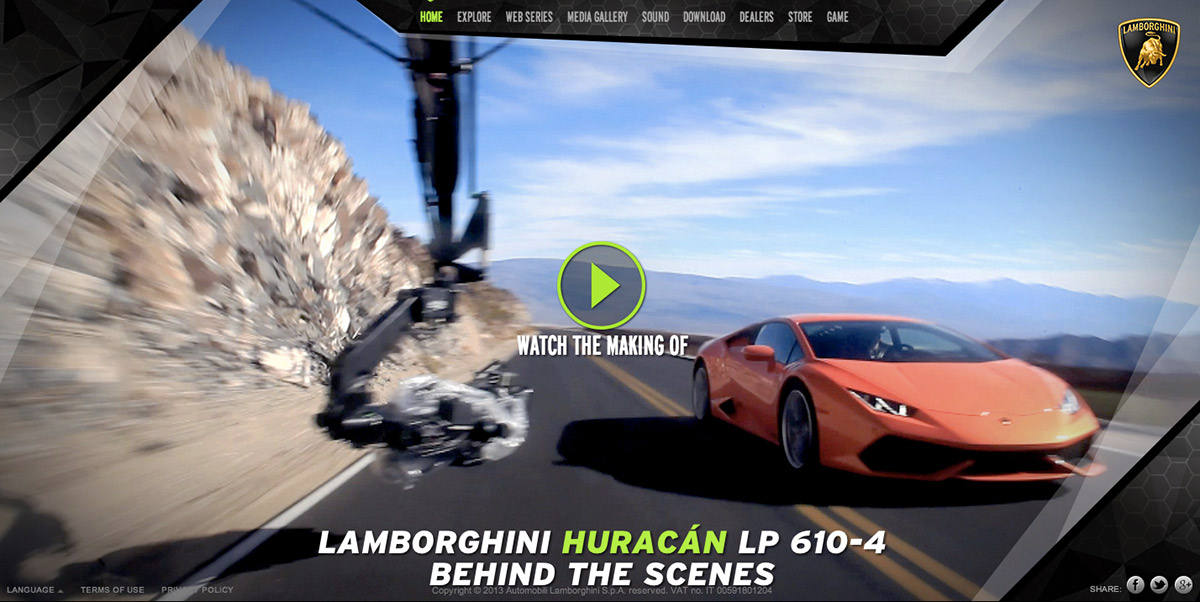 HOME EXPLORE WEB SERIES MEDIA GALLERY SOUND DOWNLOAD DEALERS STORE GAME
LAMBORGHINI
WATCH THE MAKING OF
LAMBORGHINI HURACÁN LP 610-4
BEHIND THE SCENES
LANGUAGE TERMS OF USE PRIVACY POLICY
Copyright © 2013 Automobili Lamborghini S.p.A. reserved. VAT no. IT 00591801204
SHARE: